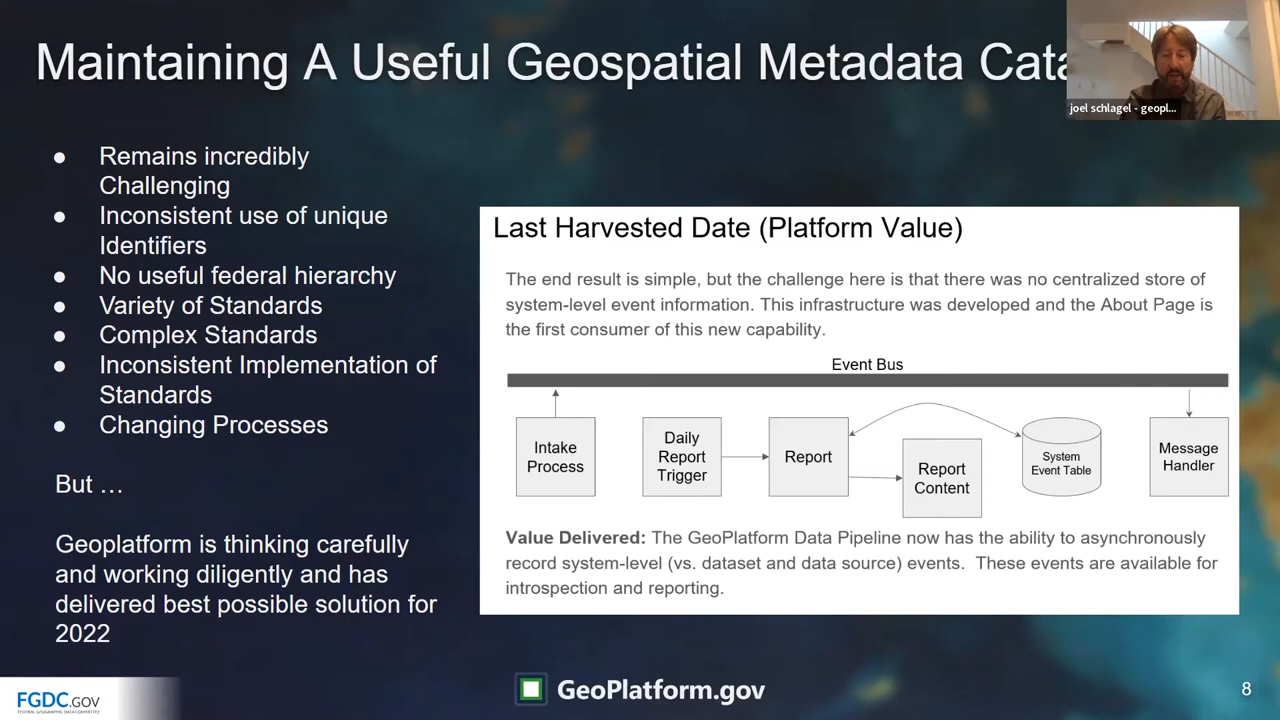 Maintaining A Useful Geospatial Metadata Cata
joel schlagel - geopl...
● Remains incredibly
Challenging
● Inconsistent use of unique
Identifiers
● No useful federal hierarchy
● Variety of Standards
● Complex Standards
● Inconsistent Implementation of
Standards
● Changing Processes
But …
Geoplatform is thinking carefully
and working diligently and has
delivered best possible solution for
2022
Last Harvested Date (Platform Value)
The end result is simple, but the challenge here is that there was no centralized store of
system-level event information. This infrastructure was developed and the About Page is
the first consumer of this new capability.
Event Bus
Intake
Process
Daily
Report
Trigger
Report
Report
Content
System
Event Table
Message
Handler
Value Delivered: The GeoPlatform Data Pipeline now has the ability to asynchronously
record system-level (vs. dataset and data source) events. These events are available for
introspection and reporting.
FGDC.GOV
FEDERAL GEOGRAPHIC DATA COMMITTEE
GeoPlatform.gov
8